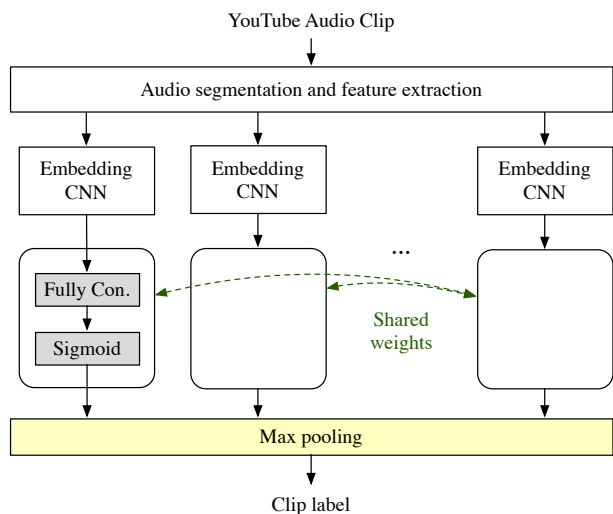 YouTube Audio Clip
Audio segmentation and feature extraction
Embedding
CNN
Embedding
CNN
Embedding
CNN
...
Fully Con.
Sigmoid
Shared
weights
Max pooling
Clip label